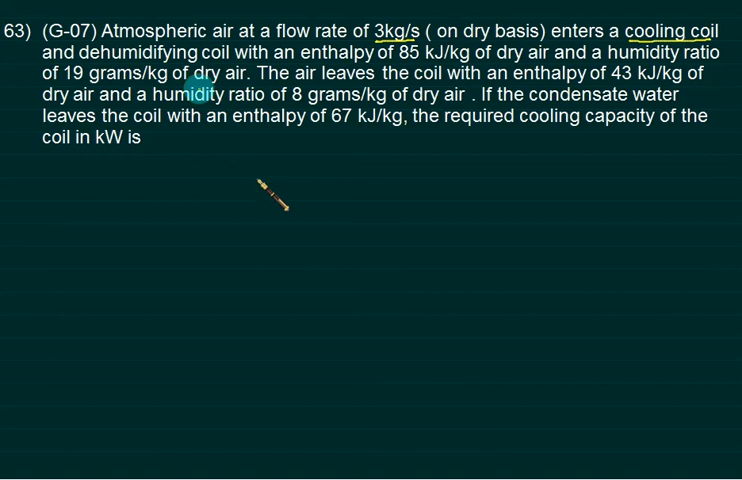 63) (G-07) Atmospheric air at a flow rate of 3kg/s ( on dry basis) enters a cooling coil
and dehumidifying coil with an enthalpy of 85 kJ/kg of dry air and a humidity ratio
of 19 grams/kg of dry air. The air leaves the coil with an enthalpy of 43 kJ/kg of
dry air and a humidity ratio of 8 grams/kg of dry air . If the condensate water
leaves the coil with an enthalpy of 67 kJ/kg, the required cooling capacity of the
coil in kW is